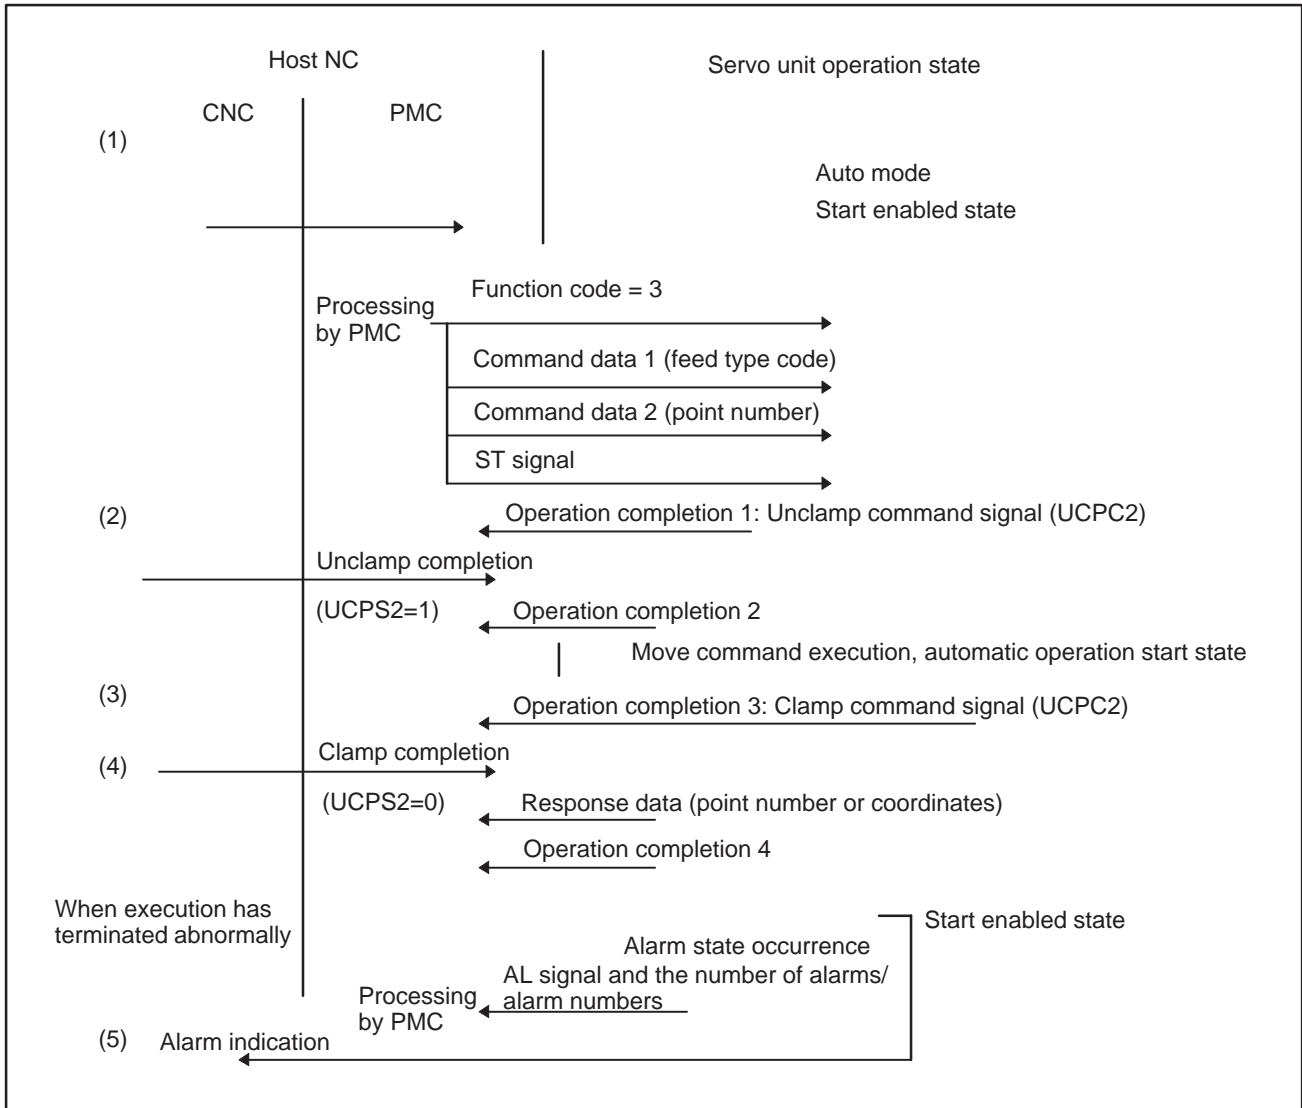 Host NC
Servo unit operation state
CNC
PMC
(1)
Auto mode
Start enabled state
Function code = 3
Processing
by PMC
Command data 1 (feed type code)
Command data 2 (point number)
ST signal
(2)
Operation completion 1: Unclamp command signal (UCPC2)
Unclamp completion
(UCPS2=1)
Operation completion 2
Move command execution, automatic operation start state
(3)
Operation completion 3: Clamp command signal (UCPC2)
Clamp completion
(4)
(UCPS2=0)
Response data (point number or coordinates)
Operation completion 4
When execution has
terminated abnormally
Start enabled state
Alarm state occurrence
AL signal and the number of alarms/
alarm numbers
Processing
by PMC
(5)
Alarm indication